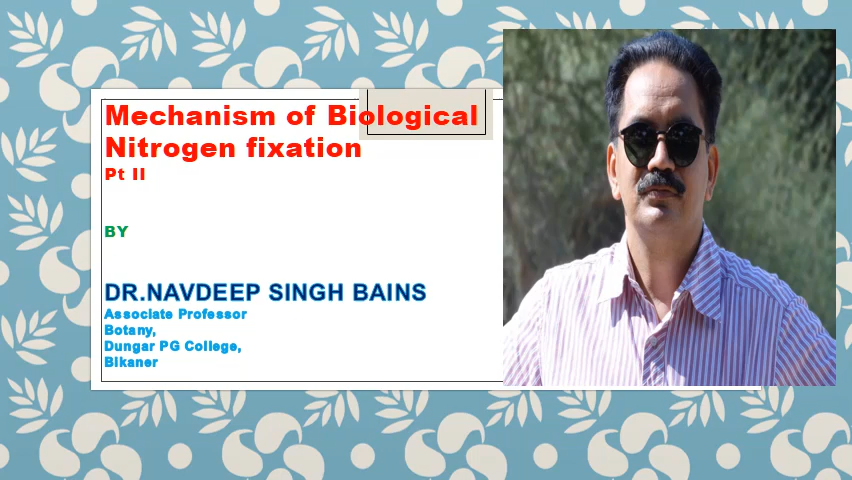 Mechanism of Biological
Nitrogen fixation
Pt II
BY
DR.NAVDEEP SINGH BAINS
Associate Professor
Botany,
Dungar PG College,
Bikaner